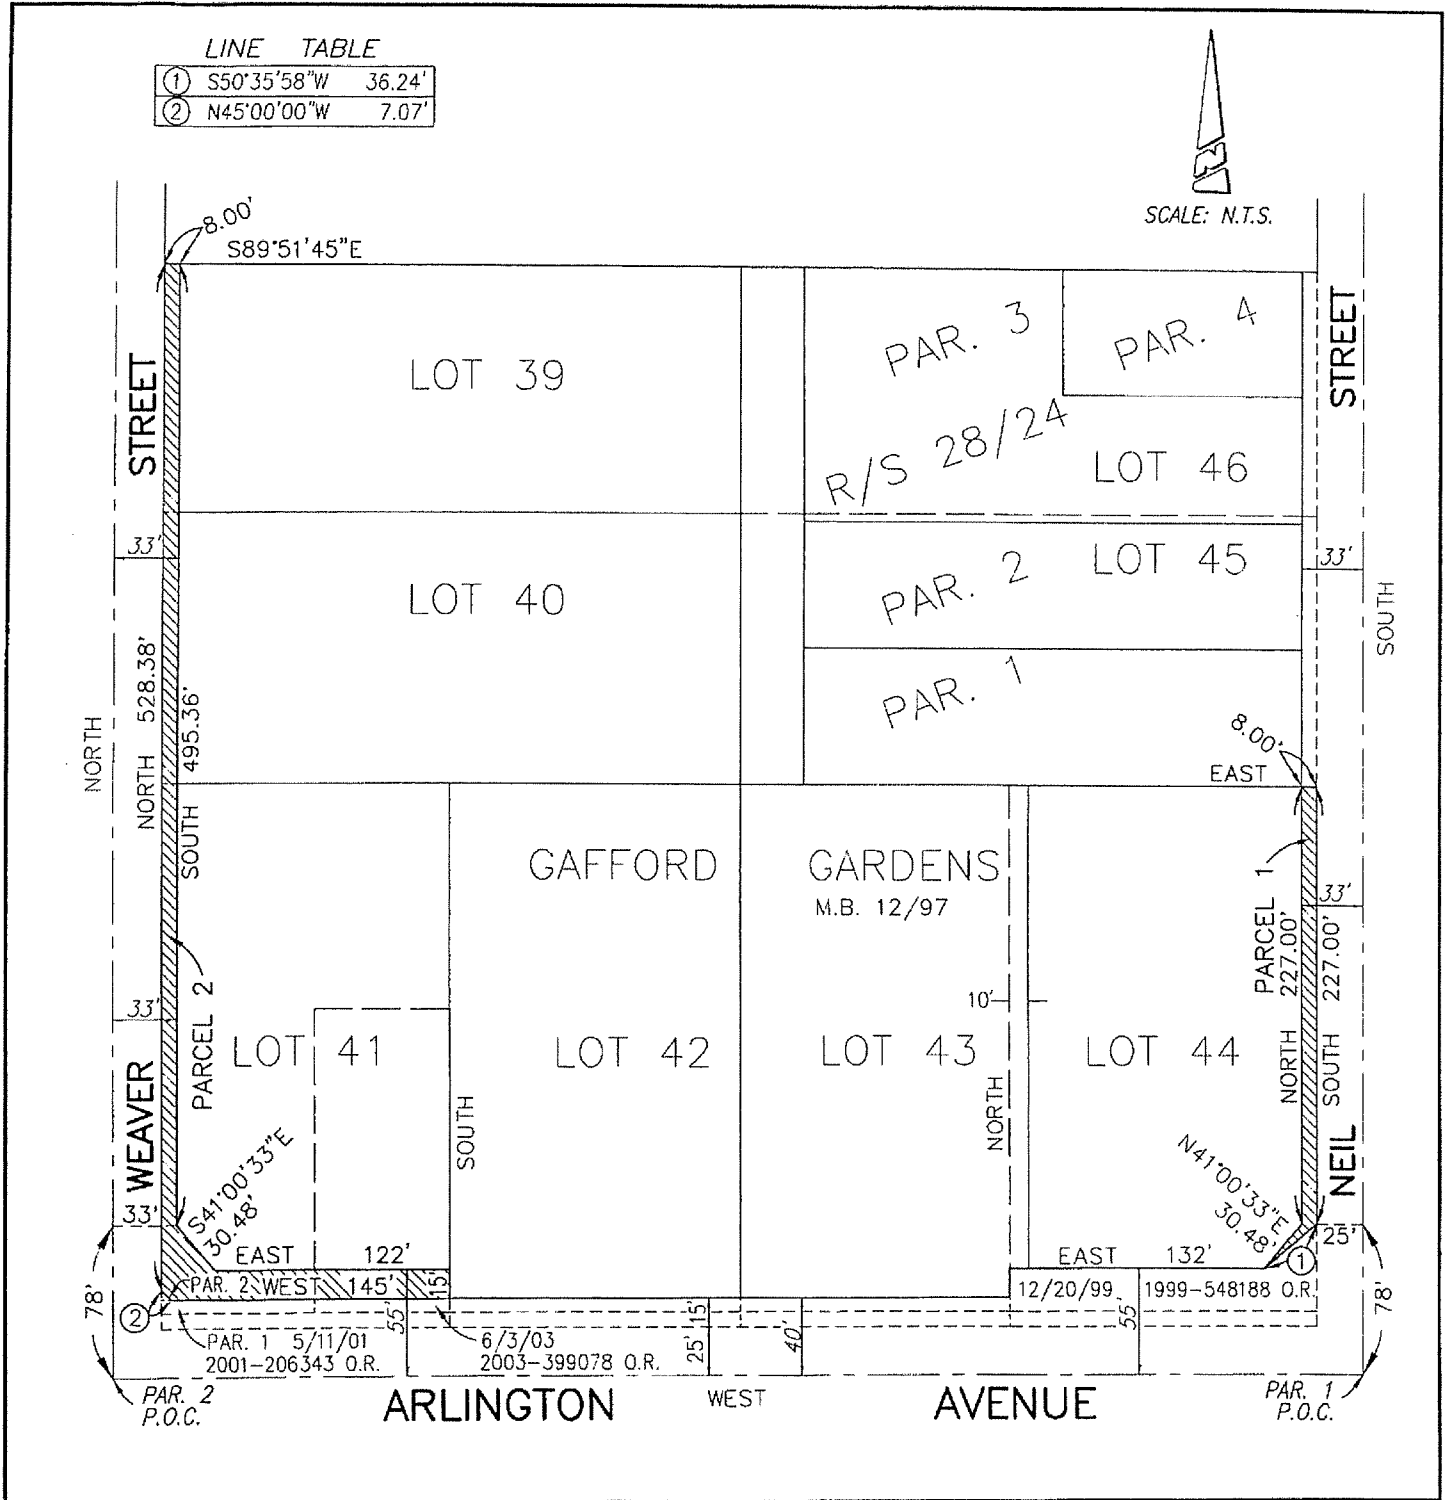 LINE TABLE
① S50°35'58"W 36.24'
② N45°00'00"W 7.07'
SCALE: N.T.S.
8.00'
S89°51'45"E
STREET
STREET
LOT 39
PAR. 3
PAR. 4
R/S 28/24
LOT 46
33'
33'
LOT 40
PAR. 2
LOT 45
SOUTH
PAR. 1
NORTH
NORTH 528.38'
495.36'
SOUTH
8.00'
EAST
GAFFORD GARDENS
M.B. 12/97
PARCEL 1
33'
227.00'
227.00'
NORTH
SOUTH
10'
PARCEL 2
33'
LOT 41
LOT 42
LOT 43
LOT 44
WEAVER
SOUTH
NORTH
NEIL
S41°00'33"E
30.48'
N41°00'33"E
30.48'
33'
25'
EAST 122'
EAST 132'
①
PAR. 2 WEST 145'
15'
12/20/99 1999-548188 O.R.
78'
78'
②
PAR. 1 5/11/01
2001-206343 O.R.
55'
6/3/03
2003-399078 O.R.
25' 15'
40'
55'
PAR. 2
P.O.C.
ARLINGTON
WEST
AVENUE
PAR. 1
P.O.C.